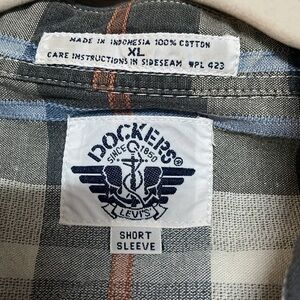 MADE IN INDONESIA 100% COTTON
XL
CARE INSTRUCTIONS IN SIDESEAM WPL 423
DOCKERS®
SINCE 1850
LEVI'S
SHORT
SLEEVE